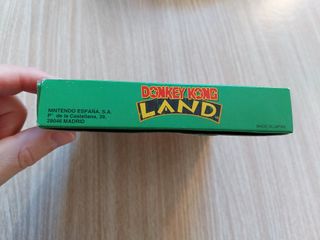 DONKEY KONG
LAND
NINTENDO ESPAÑA, S.A.
Pº de la Castellana, 39,
28046 MADRID
MADE IN JAPAN